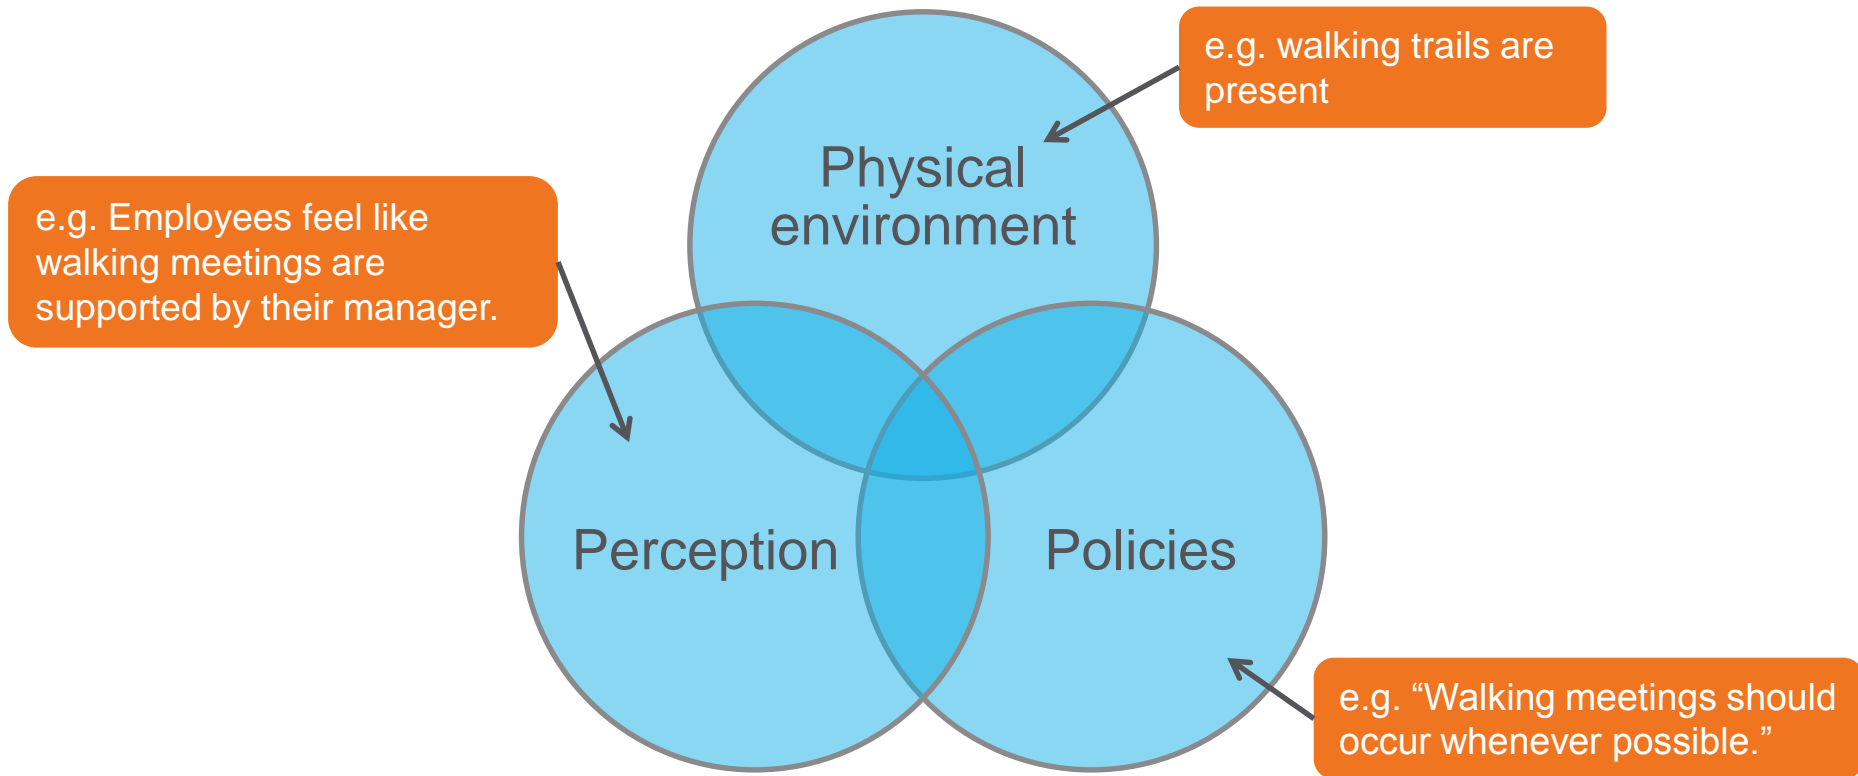 e.g. walking trails are
present
Physical
environment
e.g. Employees feel like
walking meetings are
supported by their manager.
Perception
Policies
e.g. “Walking meetings should
occur whenever possible.”